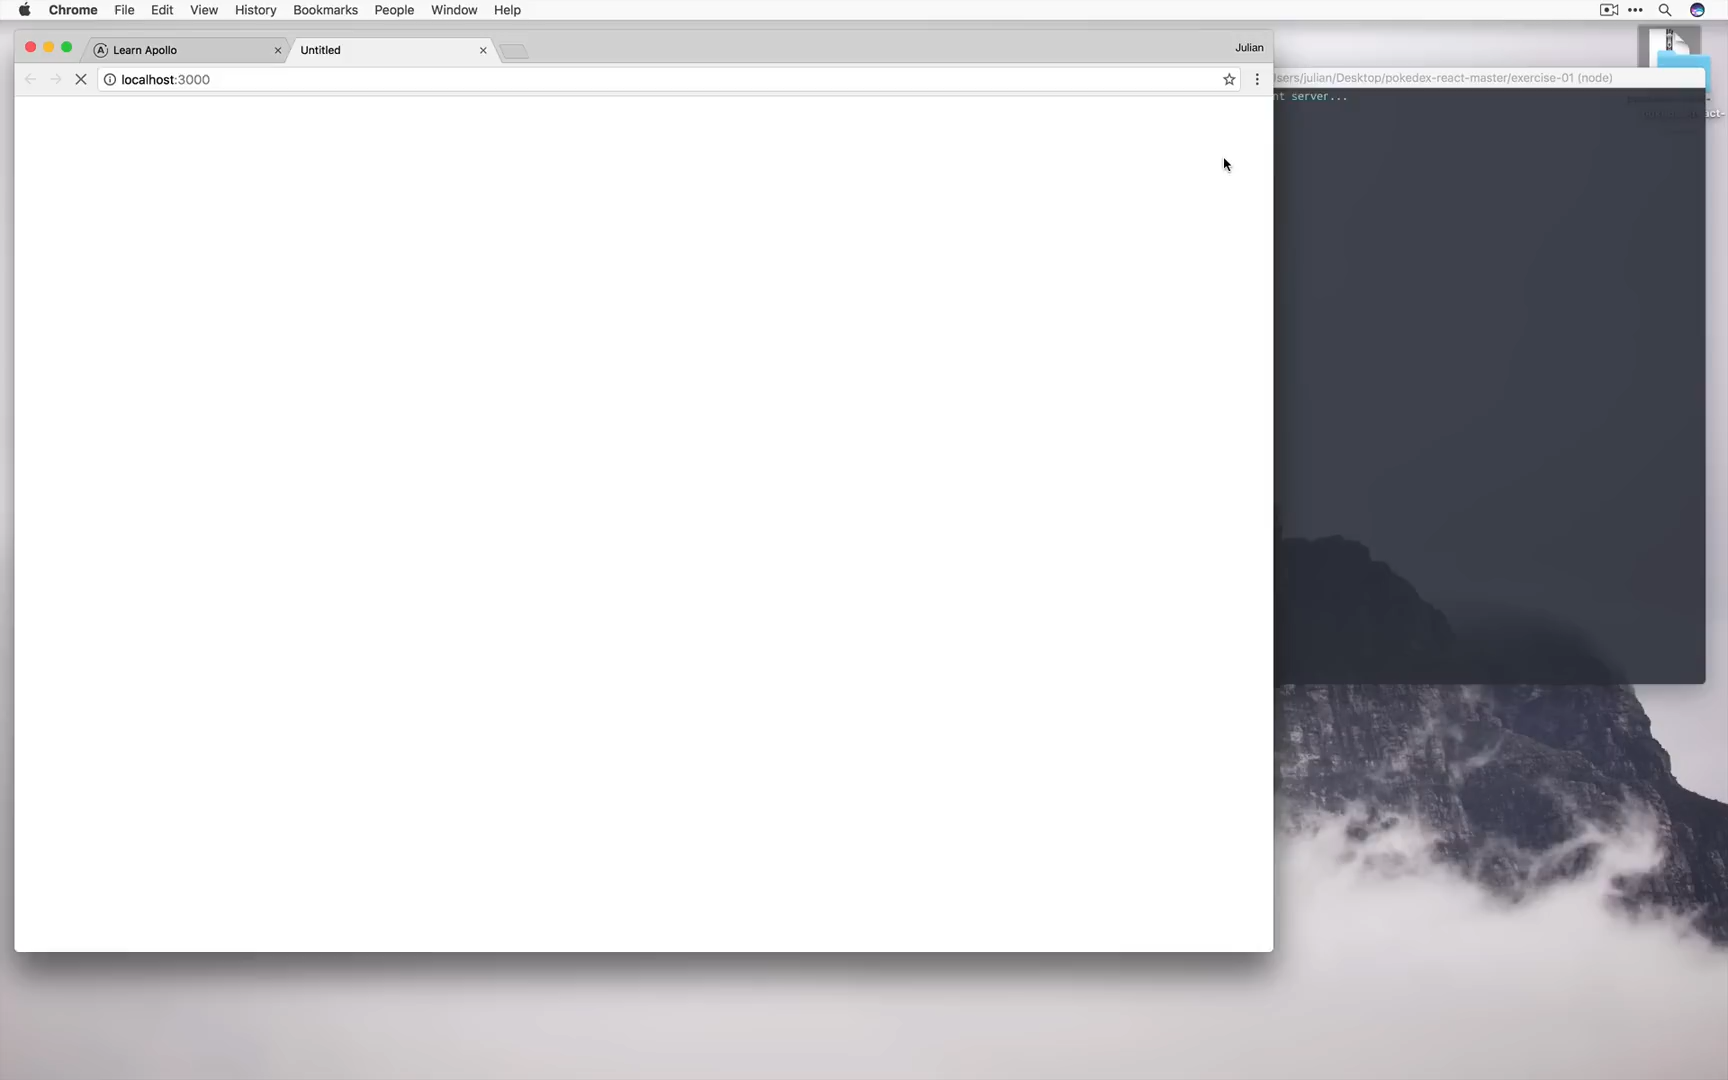 Chrome File Edit View History Bookmarks People Window Help
Learn Apollo
Untitled
Julian
localhost:3000
sers/julian/Desktop/pokedex-react-master/exercise-01 (node)
nt server...
act-